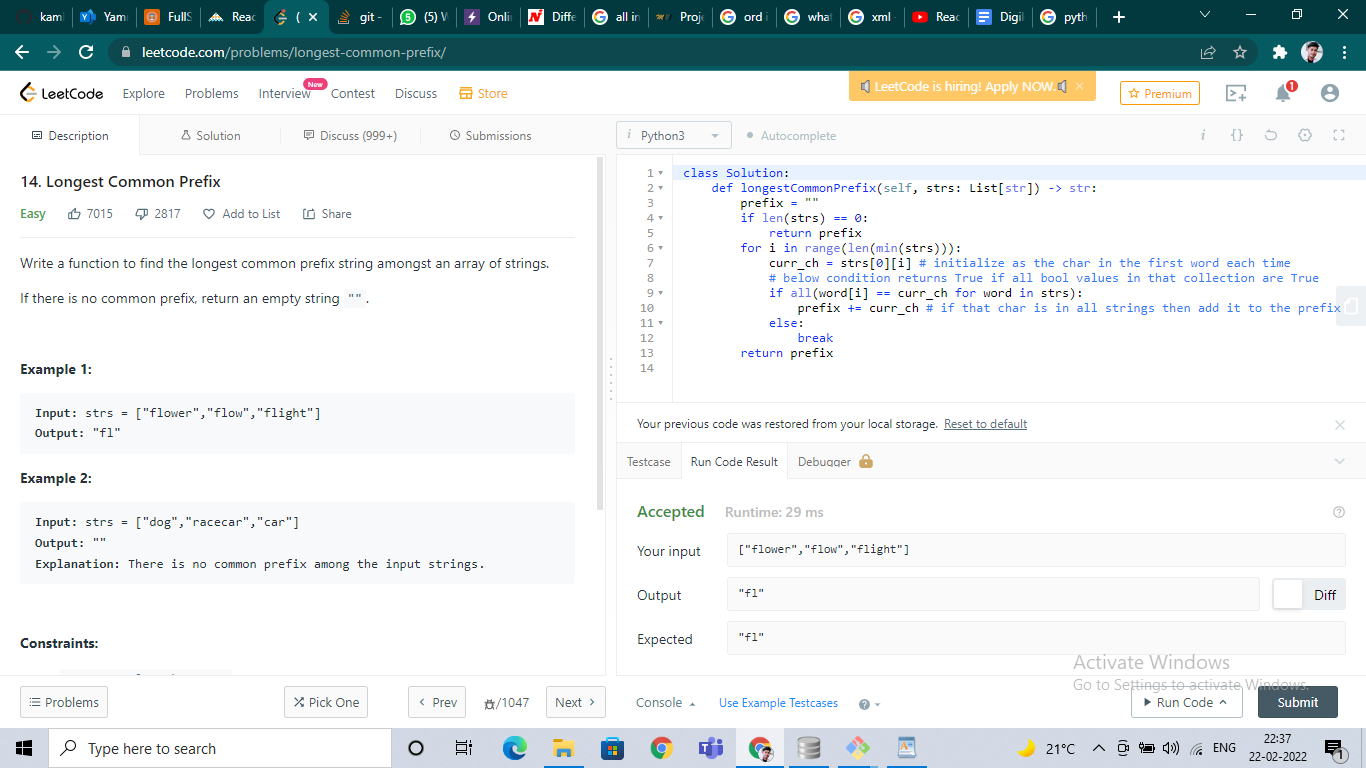 kaml
Yam
FullS
Reac
(
git -
(5) W
Onli
Diffe
all in
Proj
ord i
what
xml
Reac
Digi
pyth
leetcode.com/problems/longest-common-prefix/
LeetCode
Explore
Problems
Interview
New
Contest
Discuss
Store
LeetCode is hiring! Apply NOW.
Premium
1
Description
Solution
Discuss (999+)
Submissions
i Python3
Autocomplete
14. Longest Common Prefix
Easy 7015 2817 Add to List Share
Write a function to find the longest common prefix string amongst an array of strings.
If there is no common prefix, return an empty string "".
Example 1:
Input: strs = ["flower","flow","flight"]
Output: "fl"
Example 2:
Input: strs = ["dog","racecar","car"]
Output: ""
Explanation: There is no common prefix among the input strings.
Constraints:
1 class Solution:
2 def longestCommonPrefix(self, strs: List[str]) -> str:
3 prefix = ""
4 if len(strs) == 0:
5 return prefix
6 for i in range(len(min(strs))):
7 curr_ch = strs[0][i] # initialize as the char in the first word each time
8 # below condition returns True if all bool values in that collection are True
9 if all(word[i] == curr_ch for word in strs):
10 prefix += curr_ch # if that char is in all strings then add it to the prefix
11 else:
12 break
13 return prefix
14
Your previous code was restored from your local storage. Reset to default
Testcase
Run Code Result
Debugger
Accepted Runtime: 29 ms
Your input ["flower","flow","flight"]
Output "fl" Diff
Expected "fl"
Activate Windows
Go to Settings to activate Windows.
Problems
Pick One
Prev
/1047
Next
Console
Use Example Testcases
Run Code
Submit
Type here to search
21°C
ENG
22:37
22-02-2022
1